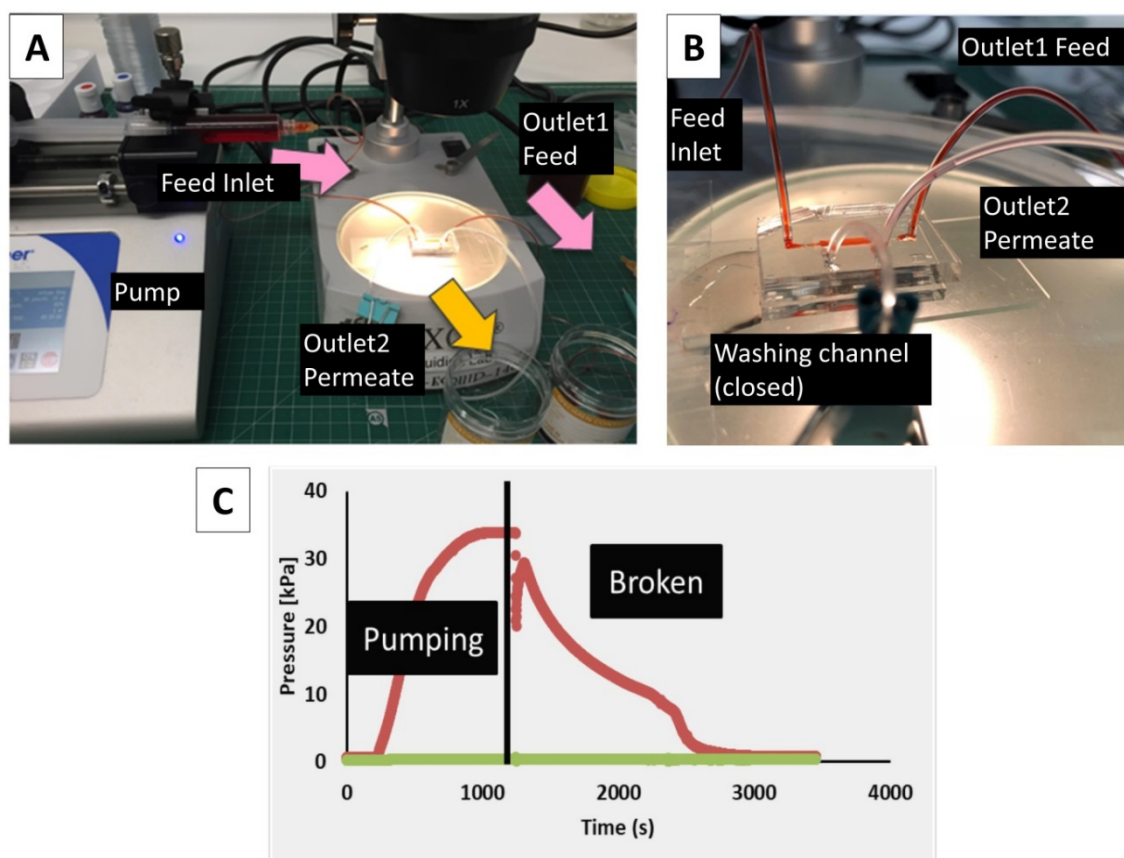 A
1X
Outlet1
Feed
Feed Inlet
Pump
Outlet2
Permeate
B
Outlet1 Feed
Feed
Inlet
Outlet2
Permeate
Washing channel
(closed)
C
40
30
20
10
0
Pressure [kPa]
Pumping
Broken
0
1000
2000
3000
4000
Time (s)